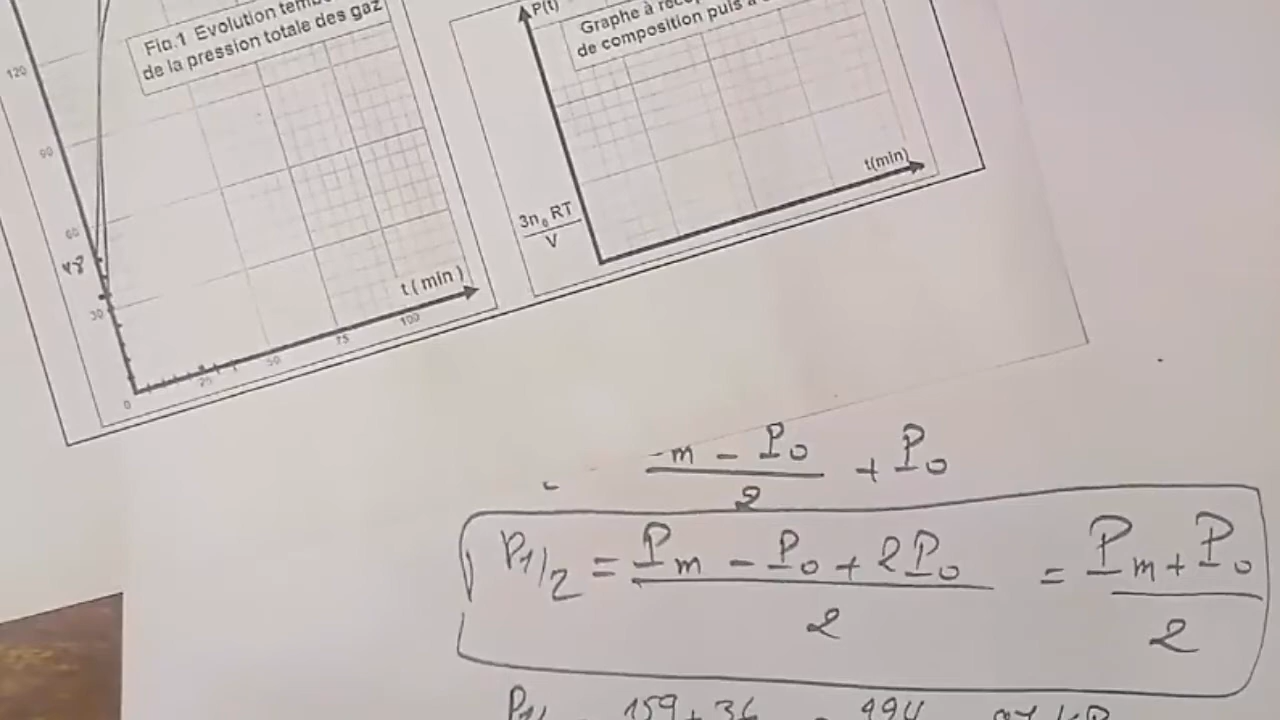 Fig.1 Evolution
de la pression totale des gaz
120
90
60
48
30
0
25
50
75
100
t( min )
P(t)
Graphe à
de composition puis à
3n₀ RT
V
t(min)
m - P₀ / 2 + P₀
P1/2 = Pm - P₀ + 2P₀ / 2 = Pm + P₀ / 2
159 + 36